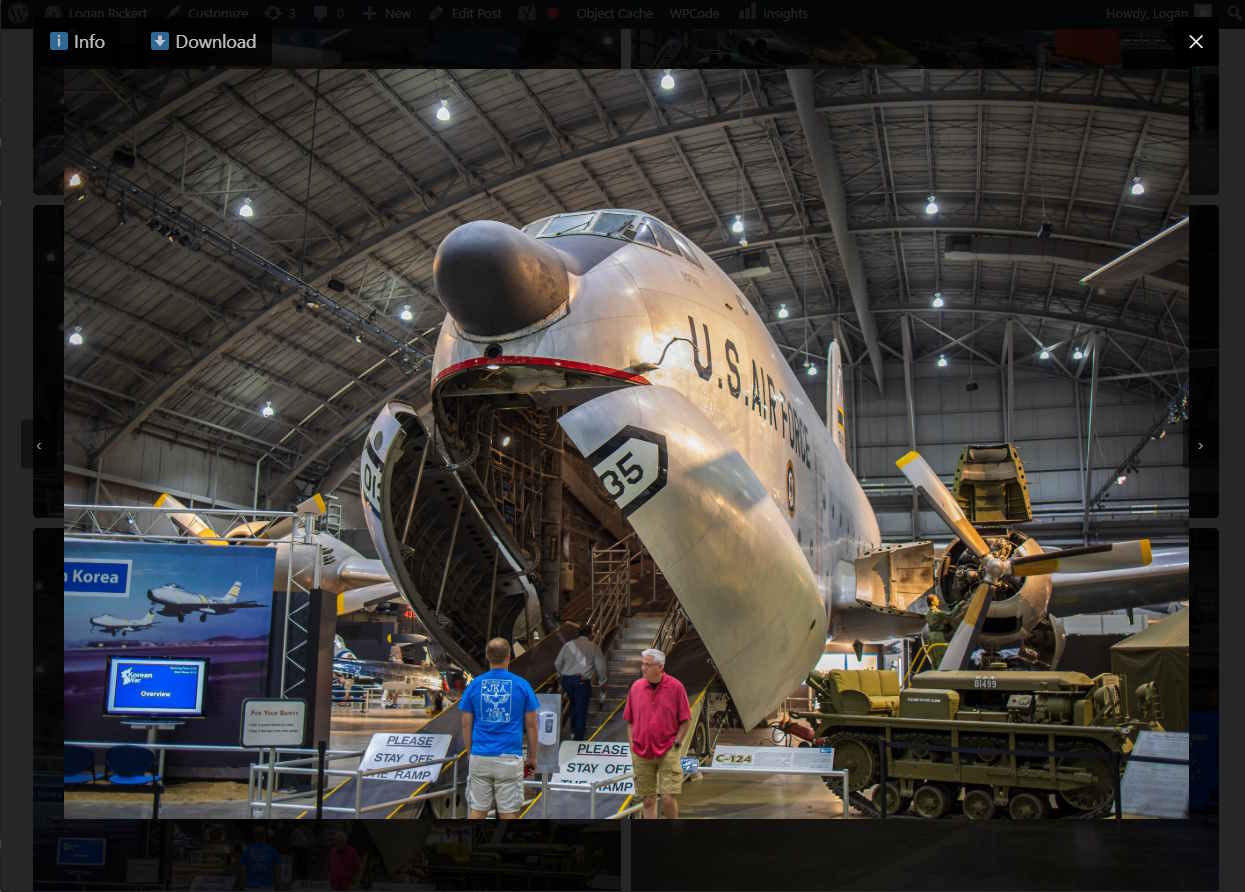 Logan Rickert
Customize
3
0
New
Edit Post
Object Cache
WPCode
Insights
Howdy, Logan
Info
Download
U.S. AIR FORCE
013
35
n Korea
Korean
War
Overview
FOR YOUR SAFETY
PLEASE
STAY OFF
THE RAMP
PLEASE
STAY OFF
THE RAMP
C-124
01499